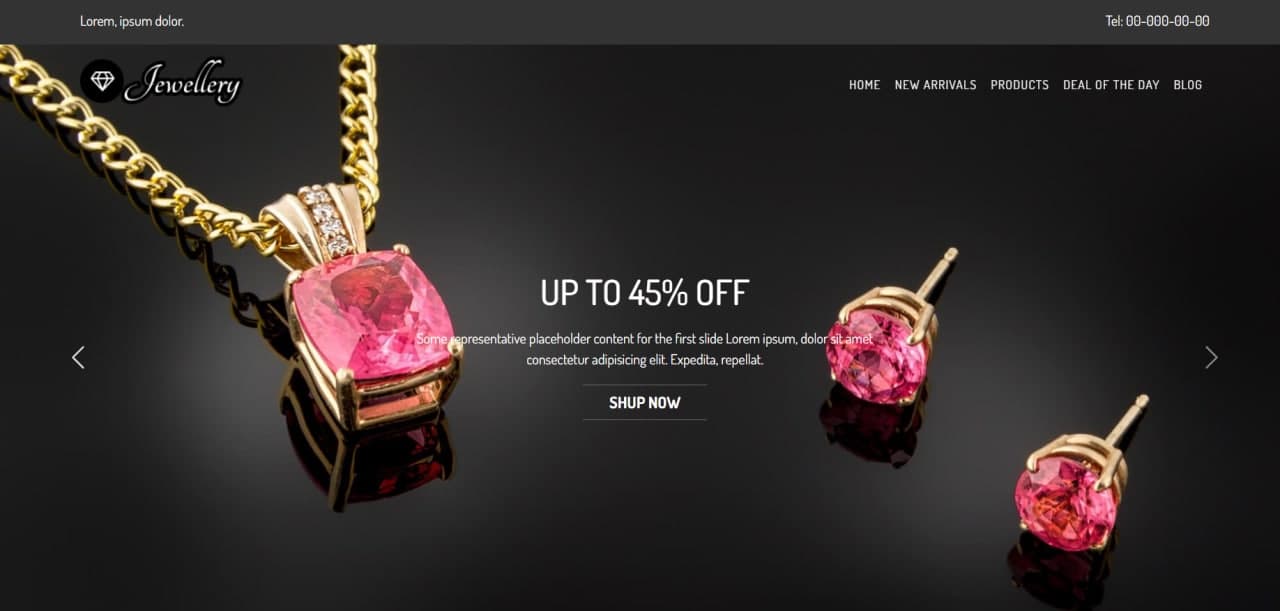 Lorem, ipsum dolor.
Tel: 00-000-00-00
Jewellery
HOME NEW ARRIVALS PRODUCTS DEAL OF THE DAY BLOG
UP TO 45% OFF
Some representative placeholder content for the first slide Lorem ipsum, dolor sit amet
consectetur adipisicing elit. Expedita, repellat.
SHUP NOW